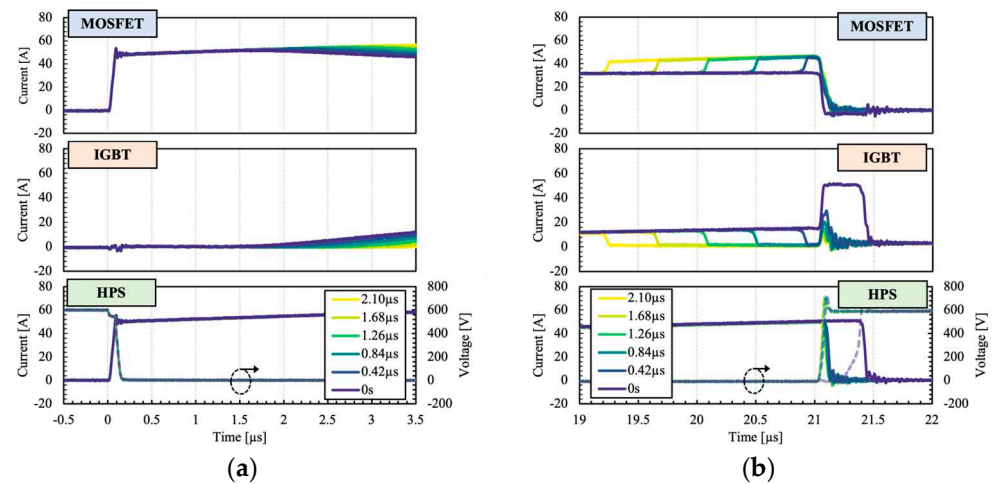 MOSFET
Current [A]
80
60
40
20
0
-20
IGBT
Current [A]
80
60
40
20
0
-20
HPS
Current [A]
80
60
40
20
0
-20
2.10µs
1.68µs
1.26µs
0.84µs
0.42µs
0s
800
600
400
200
0
-200
Voltage [V]
-0.5 0 0.5 1 1.5 2 2.5 3 3.5
Time [µs]
(a)
MOSFET
Current [A]
80
60
40
20
0
-20
IGBT
Current [A]
80
60
40
20
0
-20
HPS
Current [A]
80
60
40
20
0
-20
2.10µs
1.68µs
1.26µs
0.84µs
0.42µs
0s
800
600
400
200
0
-200
Voltage [V]
19 19.5 20 20.5 21 21.5 22
Time [µs]
(b)